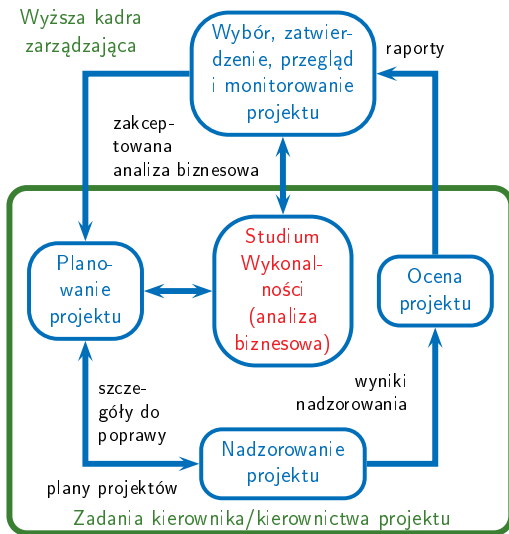 Wyższa kadra
zarządzająca
Wybór, zatwier-
dzenie, przegląd
i monitorowanie
projektu
raporty
zakcep-
towana
analiza biznesowa
Studium
Wykonal-
ności
(analiza
biznesowa)
Plano-
wanie
projektu
Ocena
projektu
szcze-
góły do
poprawy
wyniki
nadzorowania
Nadzorowanie
projektu
plany projektów
Zadania kierownika/kierownictwa projektu